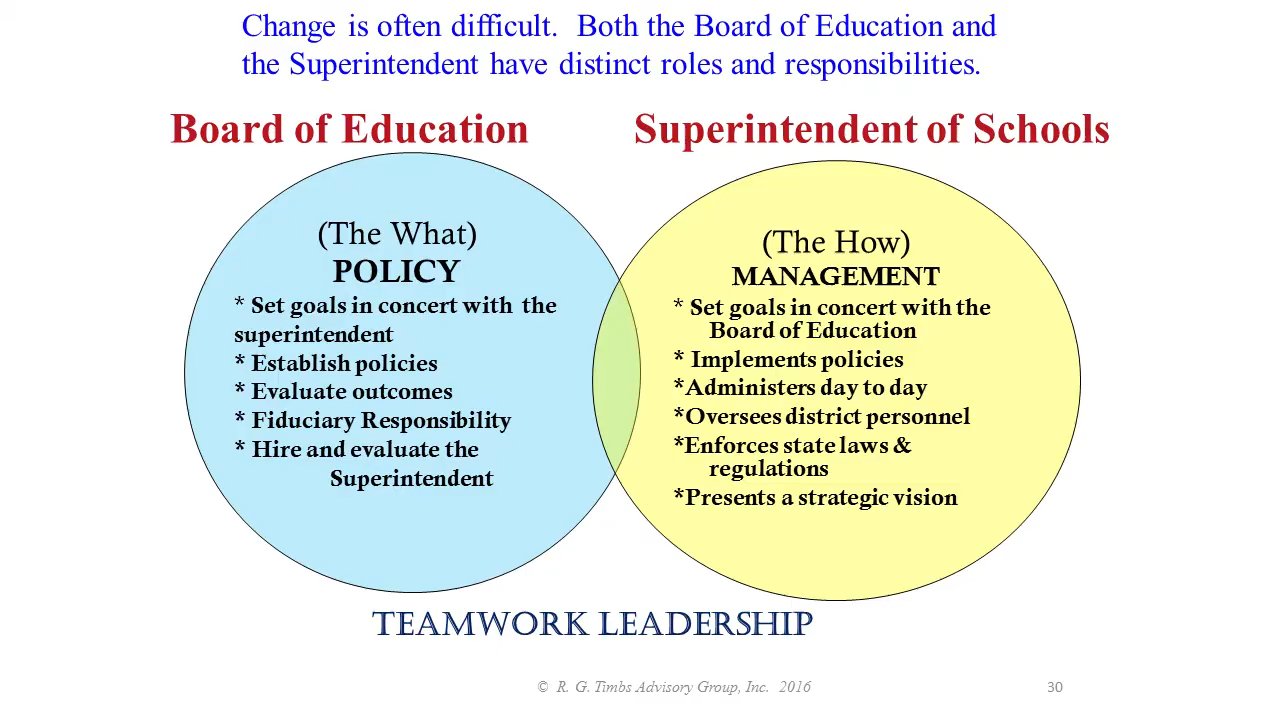 Change is often difficult. Both the Board of Education and
the Superintendent have distinct roles and responsibilities.
Board of Education
Superintendent of Schools
(The What)
POLICY
* Set goals in concert with the
superintendent
* Establish policies
* Evaluate outcomes
* Fiduciary Responsibility
* Hire and evaluate the
Superintendent
(The How)
MANAGEMENT
* Set goals in concert with the
Board of Education
* Implements policies
*Administers day to day
*Oversees district personnel
*Enforces state laws &
regulations
*Presents a strategic vision
TEAMWORK LEADERSHIP
© R. G. Timbs Advisory Group, Inc. 2016
30